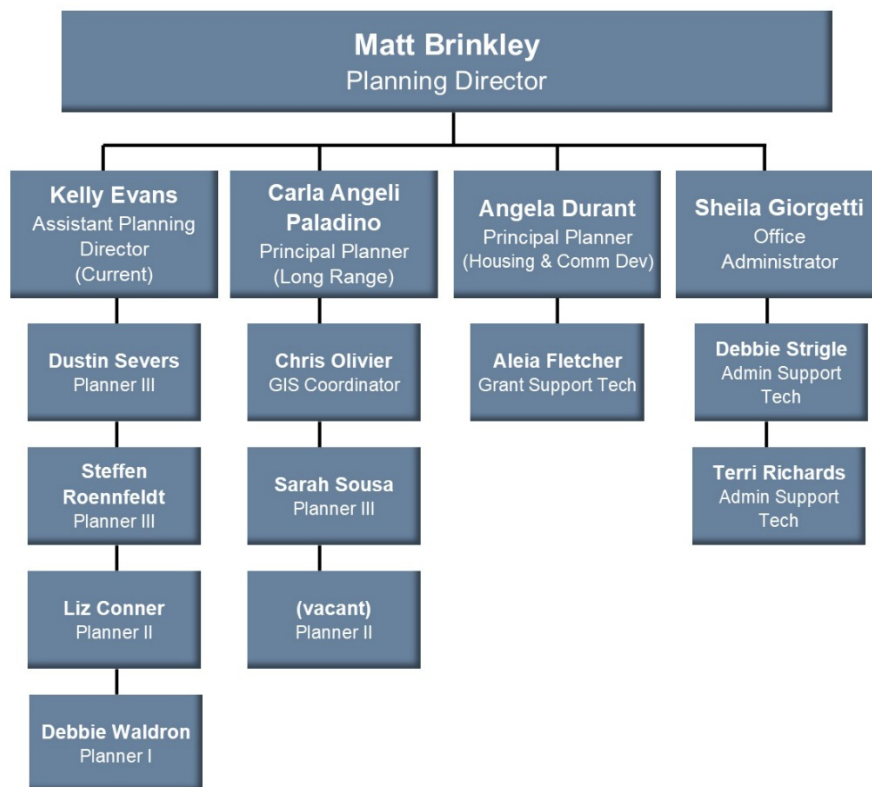 Matt Brinkley
Planning Director
Kelly Evans
Assistant Planning
Director
(Current)
Carla Angeli
Paladino
Principal Planner
(Long Range)
Angela Durant
Principal Planner
(Housing & Comm Dev)
Sheila Giorgetti
Office
Administrator
Dustin Severs
Planner III
Chris Olivier
GIS Coordinator
Aleia Fletcher
Grant Support Tech
Debbie Strigle
Admin Support
Tech
Steffen
Roennfeldt
Planner III
Sarah Sousa
Planner III
Terri Richards
Admin Support
Tech
Liz Conner
Planner II
(vacant)
Planner II
Debbie Waldron
Planner I